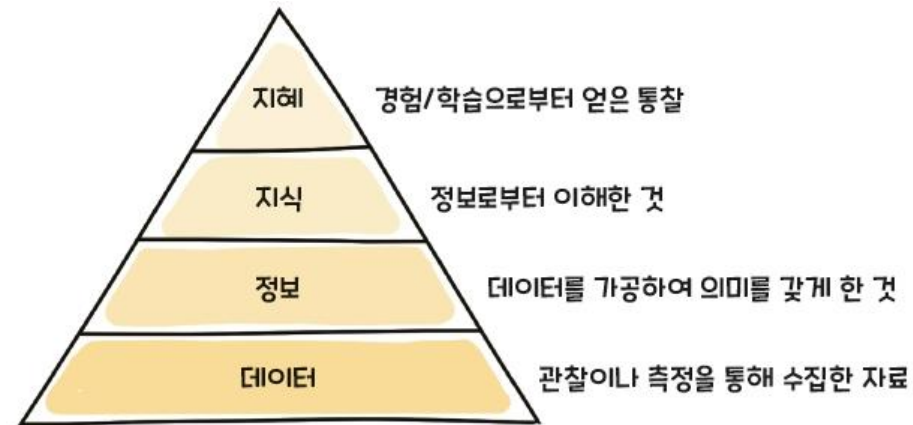 지혜 경험/학습으로부터 얻은 통찰
지식 정보로부터 이해한 것
정보 데이터를 가공하여 의미를 갖게 한 것
데이터 관찰이나 측정을 통해 수집한 자료